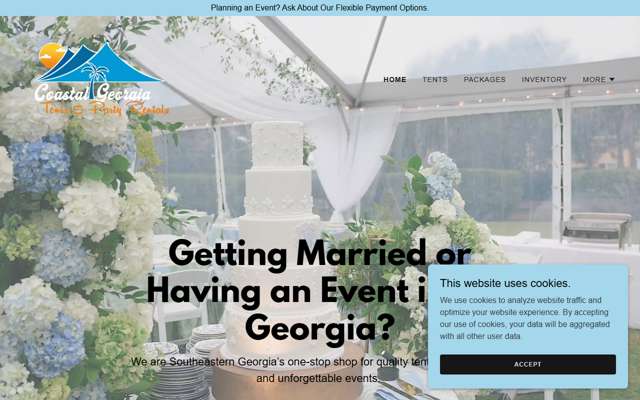 Planning an Event? Ask About Our Flexible Payment Options.
Coastal Georgia
Tents & Party Rentals
HOME TENTS PACKAGES INVENTORY MORE
Getting Married or
Having an Event i
Georgia?
We are Southeastern Georgia's one-stop shop for quality ten
and unforgettable events.
This website uses cookies.
We use cookies to analyze website traffic and
optimize your website experience. By accepting
our use of cookies, your data will be aggregated
with all other user data.
ACCEPT